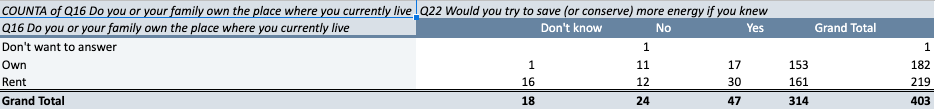 COUNTA of Q16 Do you or your family own the place where you currently live Q22 Would you try to save (or conserve) more energy if you knew
Q16 Do you or your family own the place where you currently live Don't know No Yes Grand Total
Don't want to answer 1 1
Own 1 11 17 153 182
Rent 16 12 30 161 219
Grand Total 18 24 47 314 403